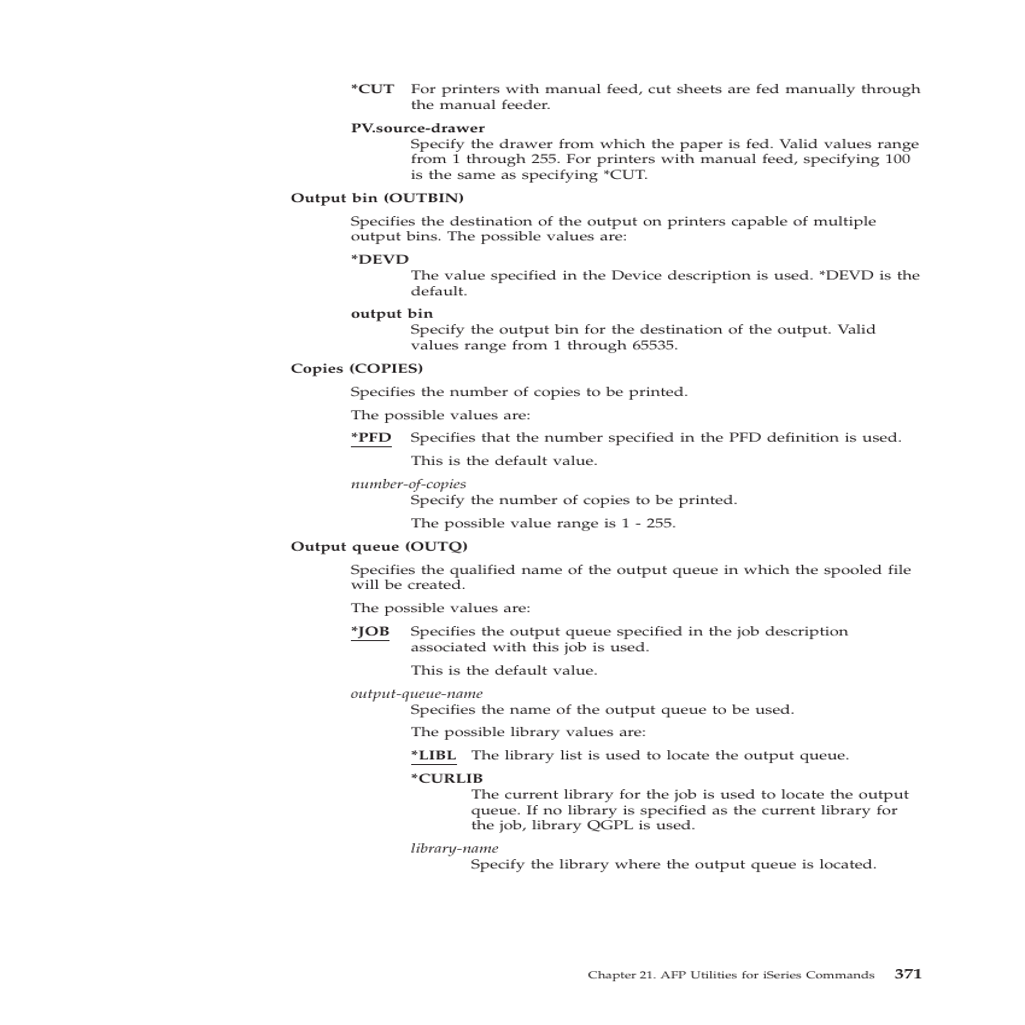 *CUT For printers with manual feed, cut sheets are fed manually through
the manual feeder.
PV.source-drawer
Specify the drawer from which the paper is fed. Valid values range
from 1 through 255. For printers with manual feed, specifying 100
is the same as specifying *CUT.
Output bin (OUTBIN)
Specifies the destination of the output on printers capable of multiple
output bins. The possible values are:
*DEVD
The value specified in the Device description is used. *DEVD is the
default.
output bin
Specify the output bin for the destination of the output. Valid
values range from 1 through 65535.
Copies (COPIES)
Specifies the number of copies to be printed.
The possible values are:
*PFD Specifies that the number specified in the PFD definition is used.
This is the default value.
number-of-copies
Specify the number of copies to be printed.
The possible value range is 1 - 255.
Output queue (OUTQ)
Specifies the qualified name of the output queue in which the spooled file
will be created.
The possible values are:
*JOB Specifies the output queue specified in the job description
associated with this job is used.
This is the default value.
output-queue-name
Specifies the name of the output queue to be used.
The possible library values are:
*LIBL The library list is used to locate the output queue.
*CURLIB
The current library for the job is used to locate the output
queue. If no library is specified as the current library for
the job, library QGPL is used.
library-name
Specify the library where the output queue is located.
Chapter 21. AFP Utilities for iSeries Commands 371